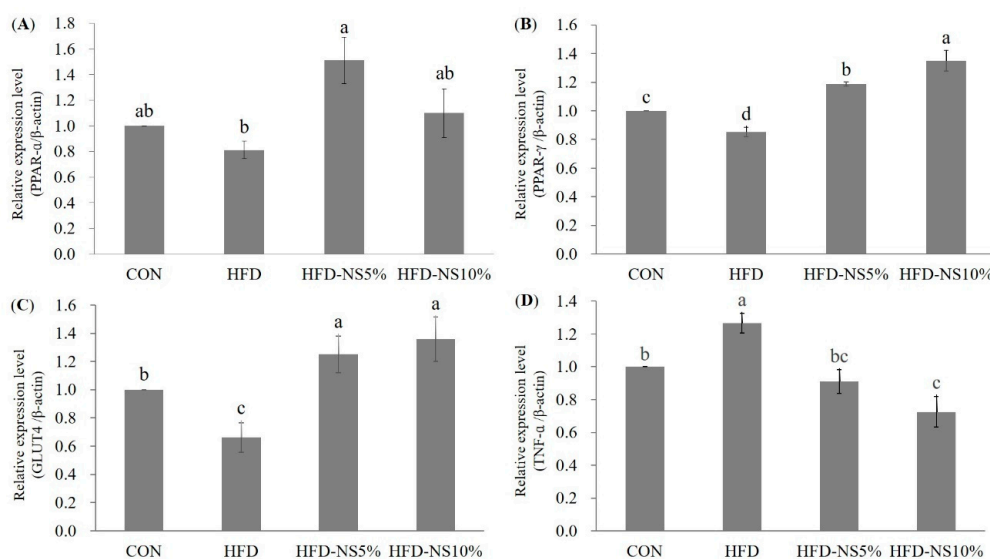 (A)
Relative expression level
(PPAR-α/β-actin)
1.8
1.6
1.4
1.2
1.0
0.8
0.6
0.4
0.2
0.0
ab
b
a
ab
CON HFD HFD-NS5% HFD-NS10%
(B)
Relative expression level
(PPAR-γ /β-actin)
1.6
1.4
1.2
1.0
0.8
0.6
0.4
0.2
0.0
c
d
b
a
CON HFD HFD-NS5% HFD-NS10%
(C)
Relative expression level
(GLUT4 /β-actin)
1.6
1.4
1.2
1.0
0.8
0.6
0.4
0.2
0.0
b
c
a
a
CON HFD HFD-NS5% HFD-NS10%
(D)
Relative expression level
(TNF-α /β-actin)
1.4
1.2
1.0
0.8
0.6
0.4
0.2
0.0
b
a
bc
c
CON HFD HFD-NS5% HFD-NS10%